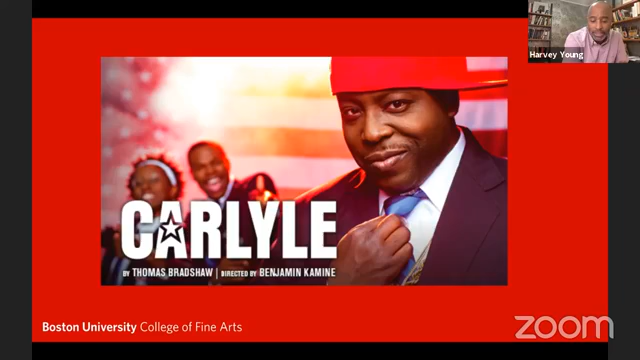 Harvey Young
CARLYLE
BY THOMAS BRADSHAW | DIRECTED BY BENJAMIN KAMINE
Boston University College of Fine Arts
zoom